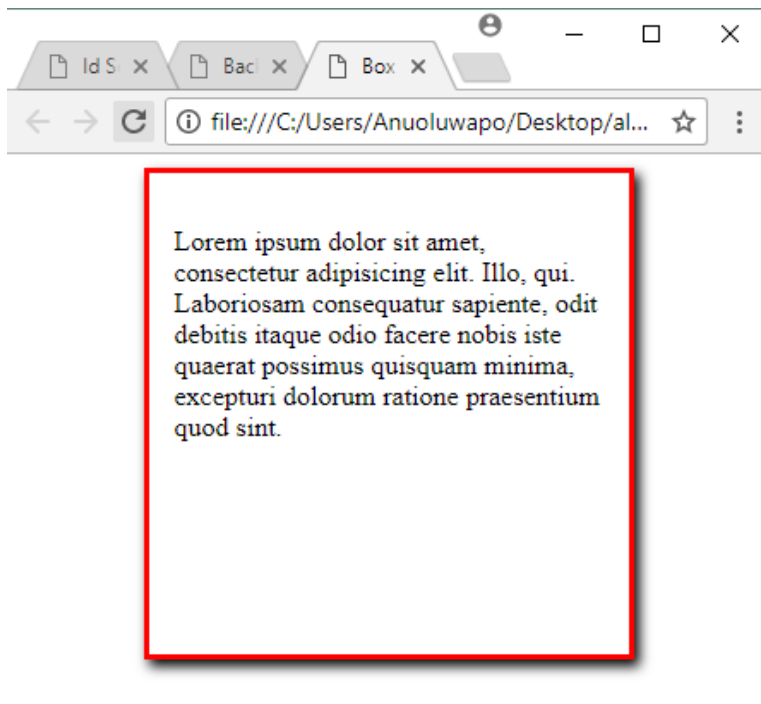 Id S
Bac
Box
file:///C:/Users/Anuoluwapo/Desktop/al...
Lorem ipsum dolor sit amet,
consectetur adipisicing elit. Illo, qui.
Laboriosam consequatur sapiente, odit
debitis itaque odio facere nobis iste
quaerat possimus quisquam minima,
excepturi dolorum ratione praesentium
quod sint.